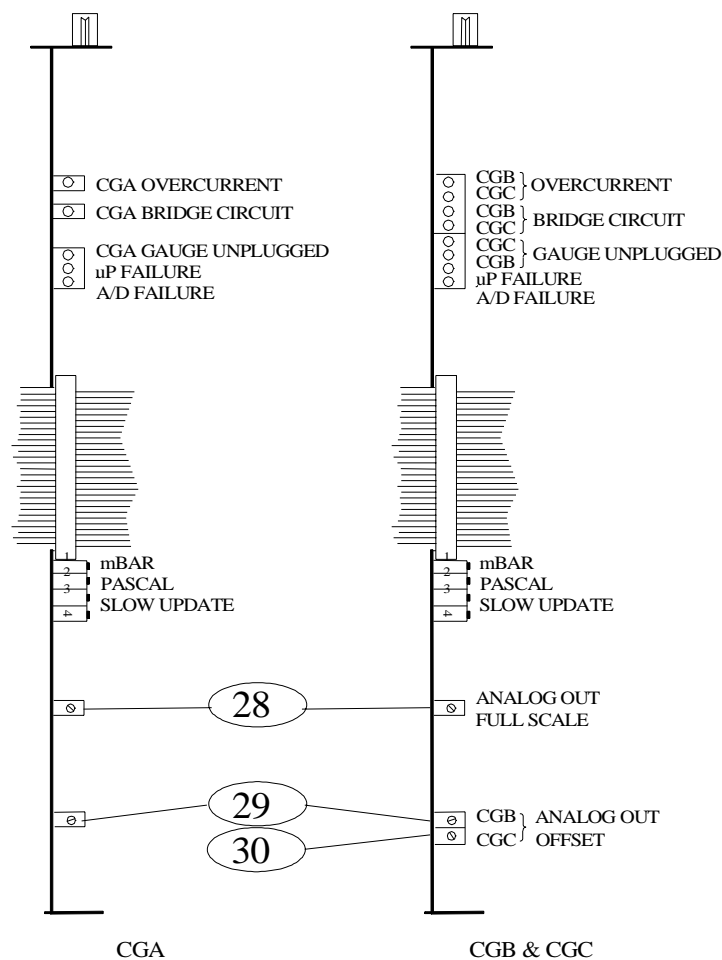 CGA OVERCURRENT
CGA BRIDGE CIRCUIT
CGA GAUGE UNPLUGGED
µP FAILURE
A/D FAILURE
1
2
3
4
mBAR
PASCAL
SLOW UPDATE
CGA
CGB
CGC
OVERCURRENT
CGB
CGC
BRIDGE CIRCUIT
CGC
CGB
GAUGE UNPLUGGED
µP FAILURE
A/D FAILURE
1
2
3
4
mBAR
PASCAL
SLOW UPDATE
28
ANALOG OUT
FULL SCALE
29
30
CGB
CGC
ANALOG OUT
OFFSET
CGB & CGC